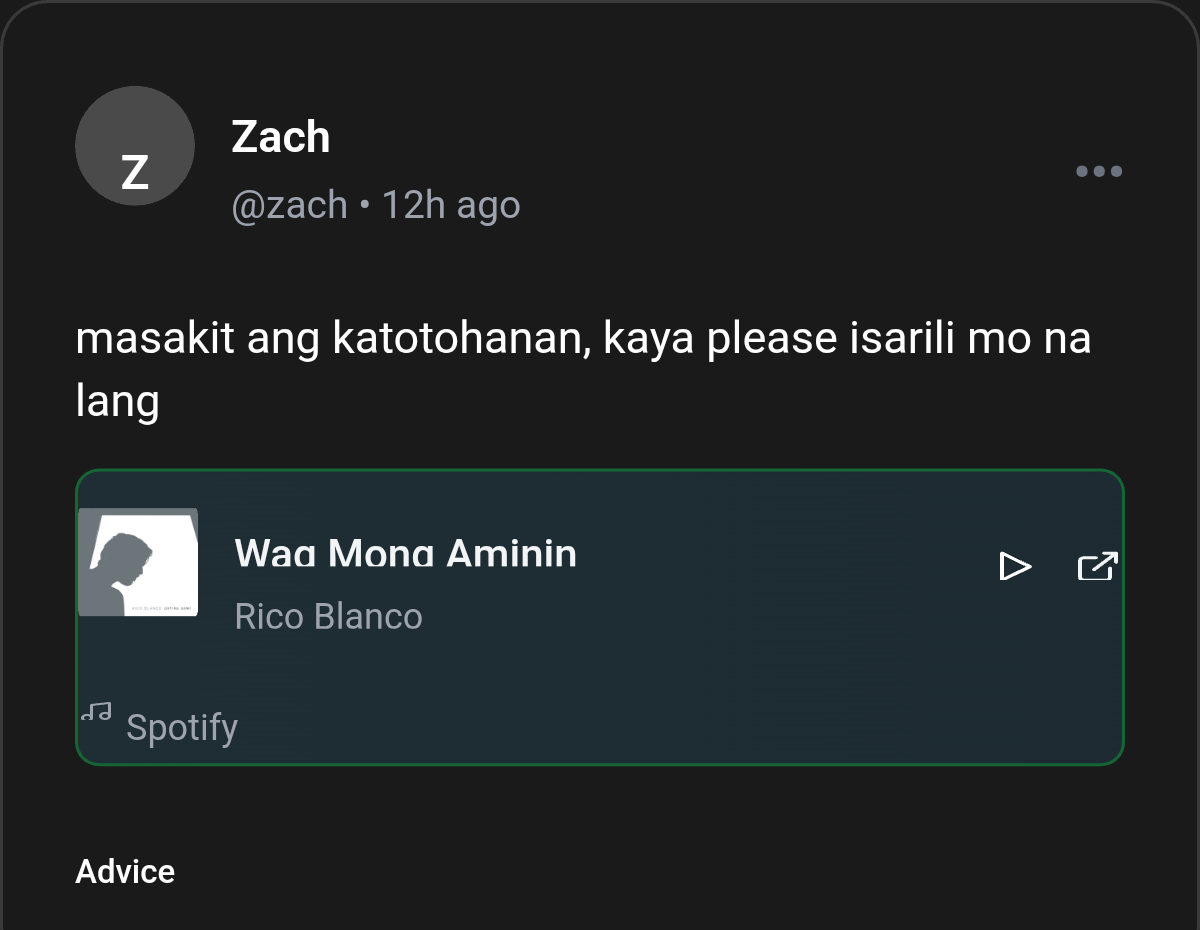 Z
Zach
@zach • 12h ago
masakit ang katotohanan, kaya please isarili mo na
lang
Wag Mong Aminin
Rico Blanco
RICO BLANCO
Spotify
Advice